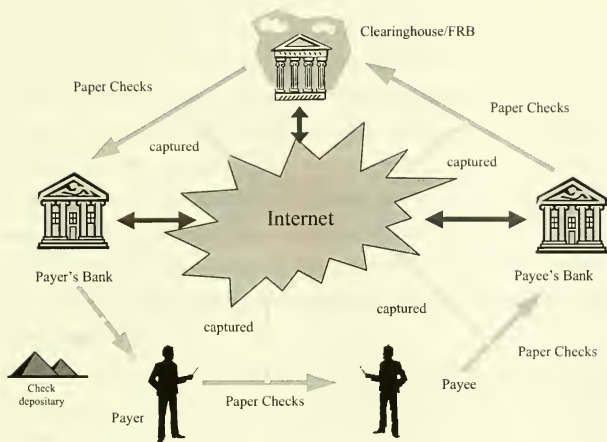 Clearinghouse/FRB
Paper Checks
Paper Checks
captured
captured
Internet
Payer's Bank
Payee's Bank
captured
captured
Paper Checks
Check
depositary
Payer
Paper Checks
Payee